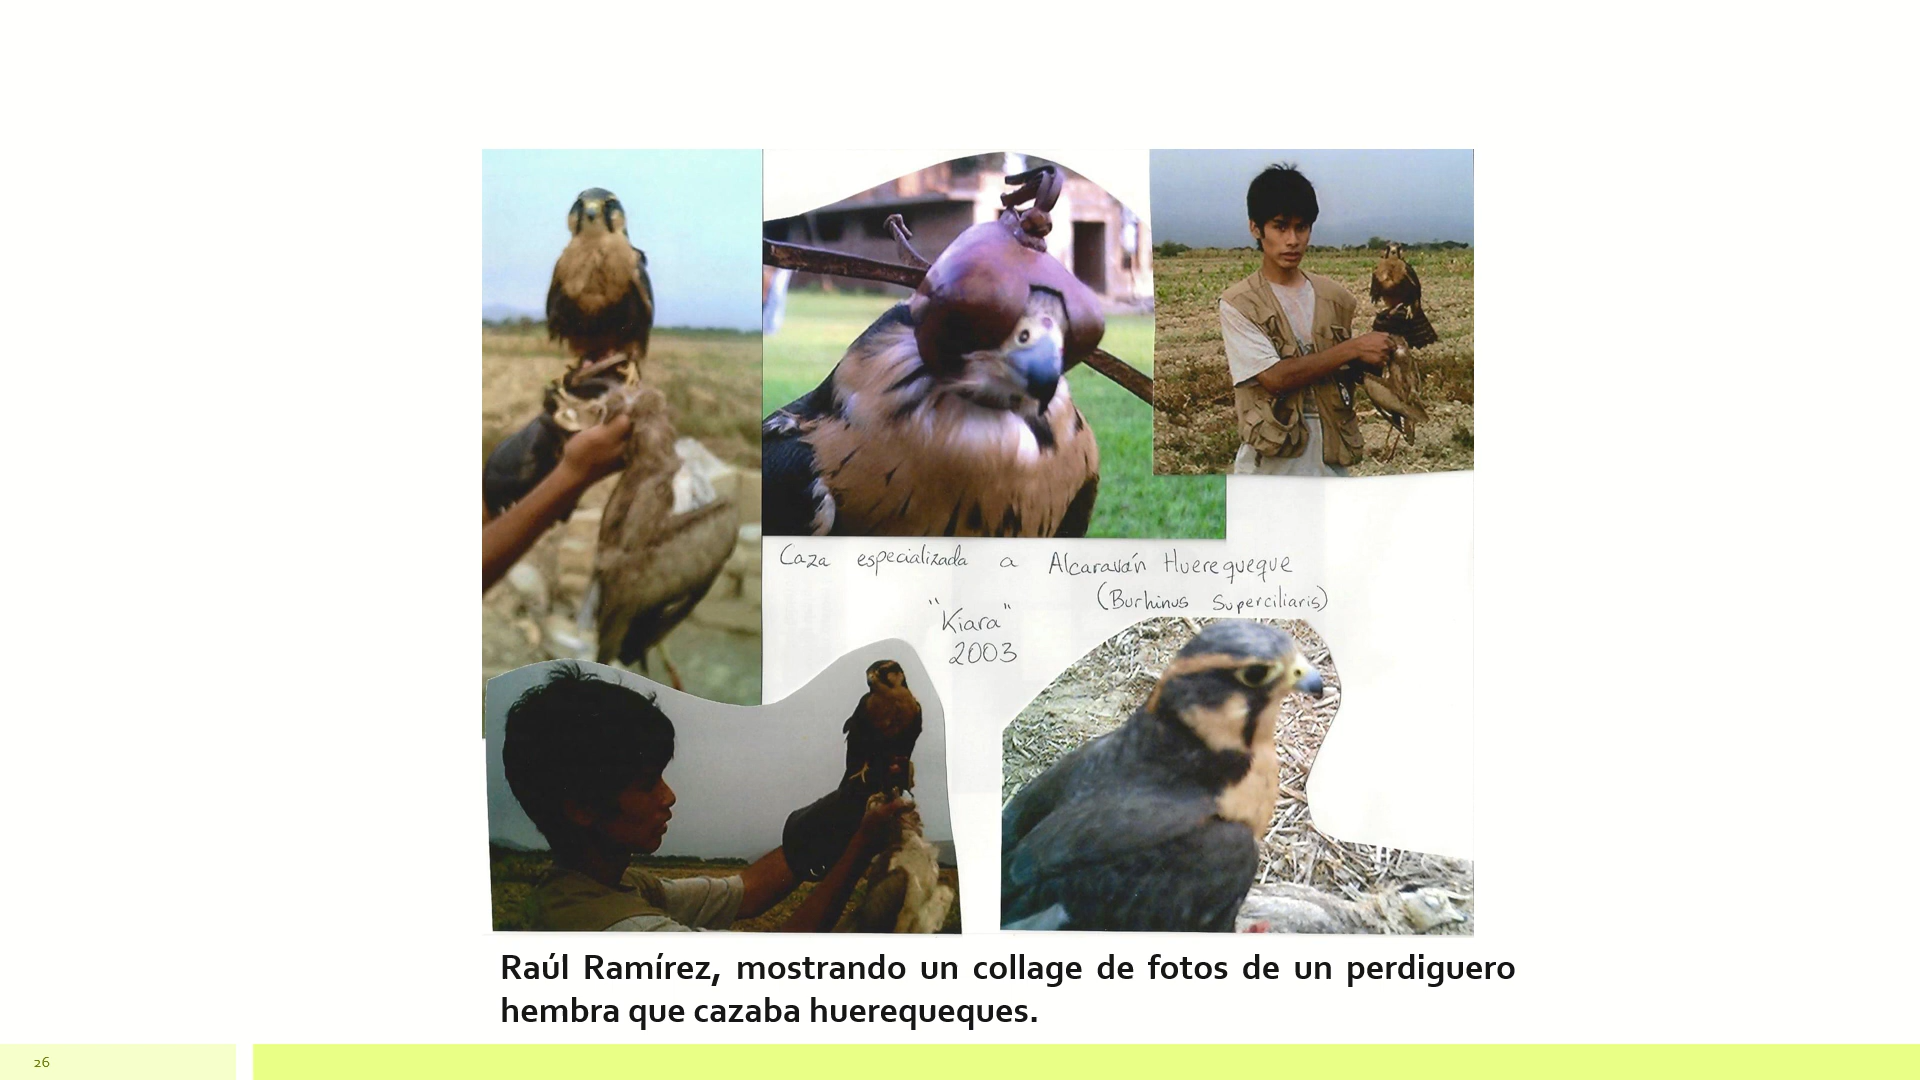 Caza especializada a Alcaraván Huerequeque
(Burhinus Superciliaris)
"Kiara"
2003
Raúl Ramírez, mostrando un collage de fotos de un perdiguero
hembra que cazaba huerequeques.
26